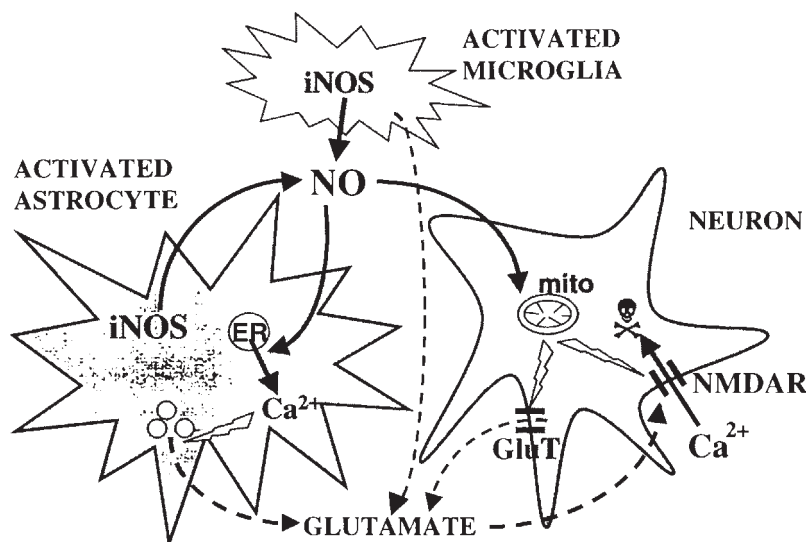 ACTIVATED
MICROGLIA
iNOS
ACTIVATED
ASTROCYTE
NO
NEURON
mito
iNOS
ER
NMDAR
Ca2+
GluT
Ca2+
GLUTAMATE